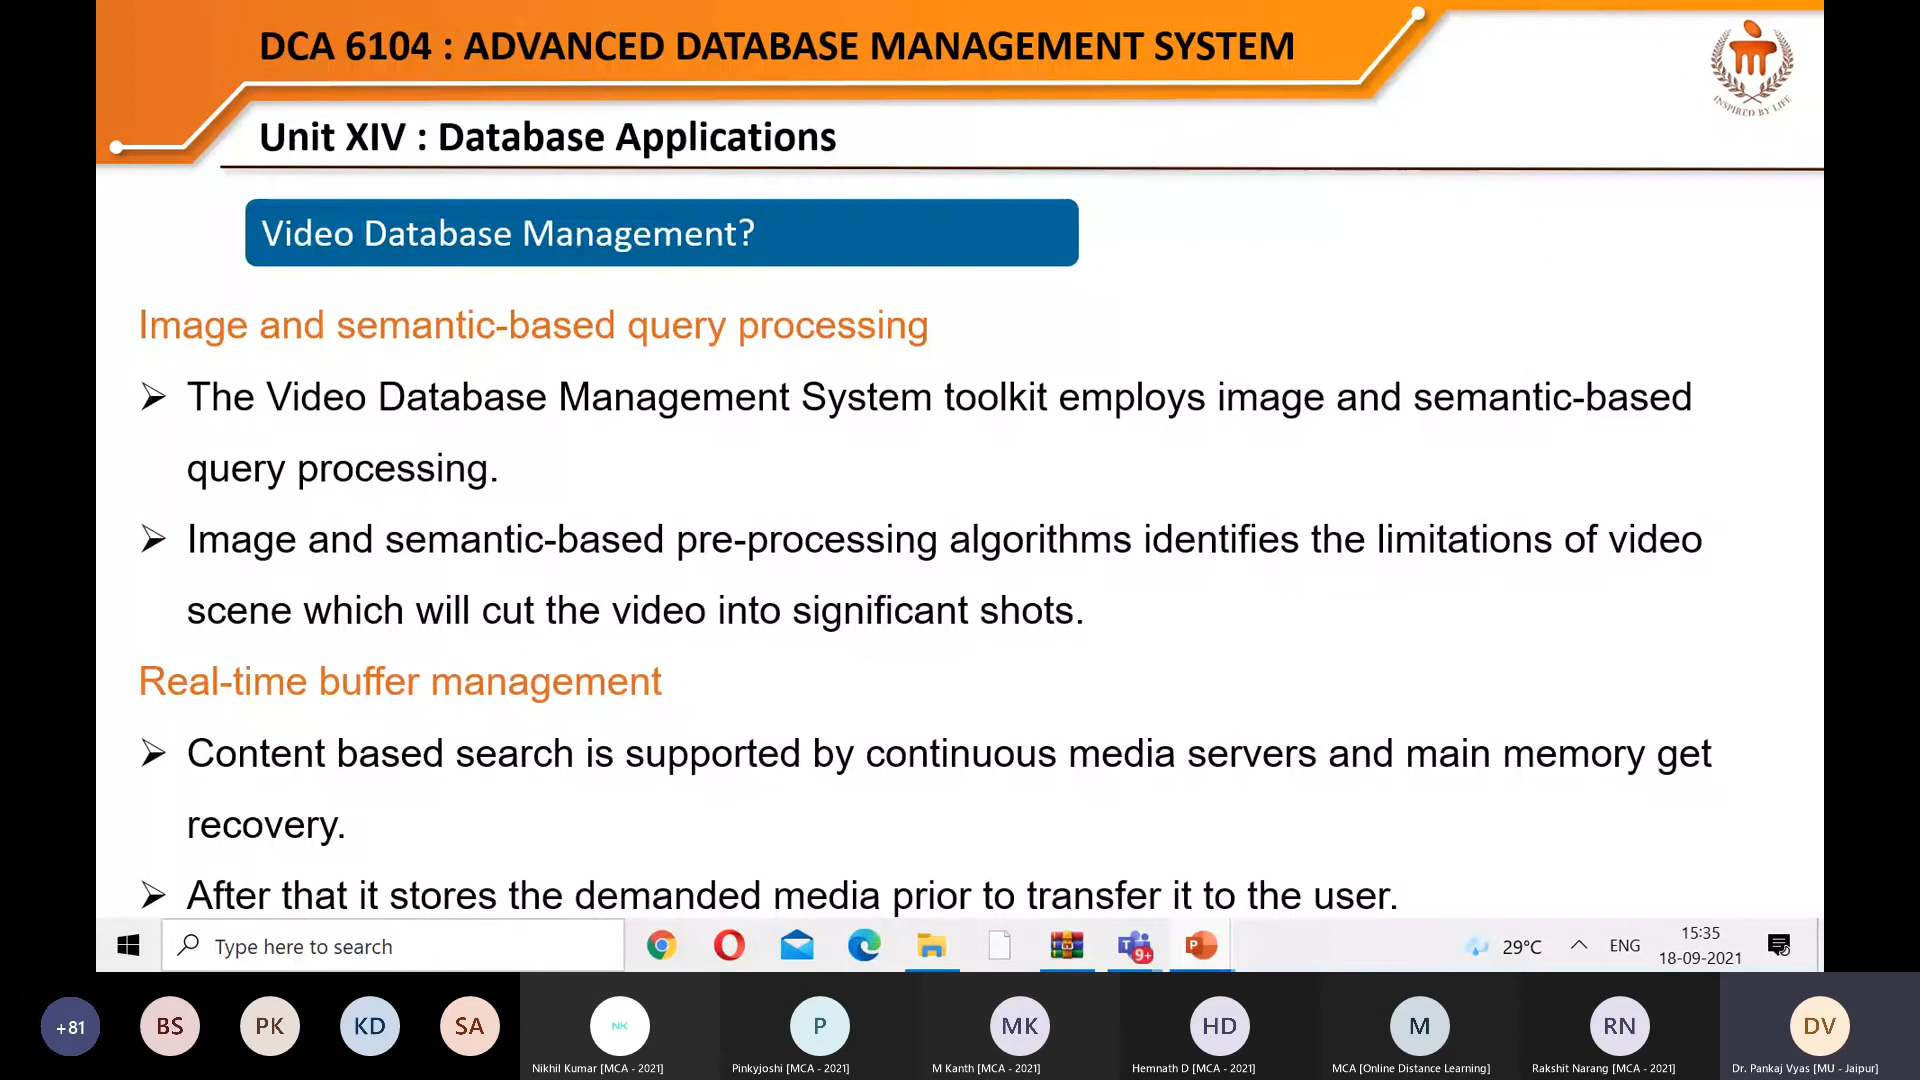 DCA 6104 : ADVANCED DATABASE MANAGEMENT SYSTEM
INSPIRED BY LIFE
Unit XIV : Database Applications
Video Database Management?
Image and semantic-based query processing
➢ The Video Database Management System toolkit employs image and semantic-based
query processing.
➢ Image and semantic-based pre-processing algorithms identifies the limitations of video
scene which will cut the video into significant shots.
Real-time buffer management
➢ Content based search is supported by continuous media servers and main memory get
recovery.
➢ After that it stores the demanded media prior to transfer it to the user.
Type here to search
9+
29°C
ENG
15:35
18-09-2021
+81
BS
PK
KD
SA
NK
P
MK
HD
M
RN
DV
Nikhil Kumar [MCA - 2021]
Pinkyjoshi [MCA - 2021]
M Kanth [MCA - 2021]
Hemnath D [MCA - 2021]
MCA [Online Distance Learning]
Rakshit Narang [MCA - 2021]
Dr. Pankaj Vyas [MU - Jaipur]